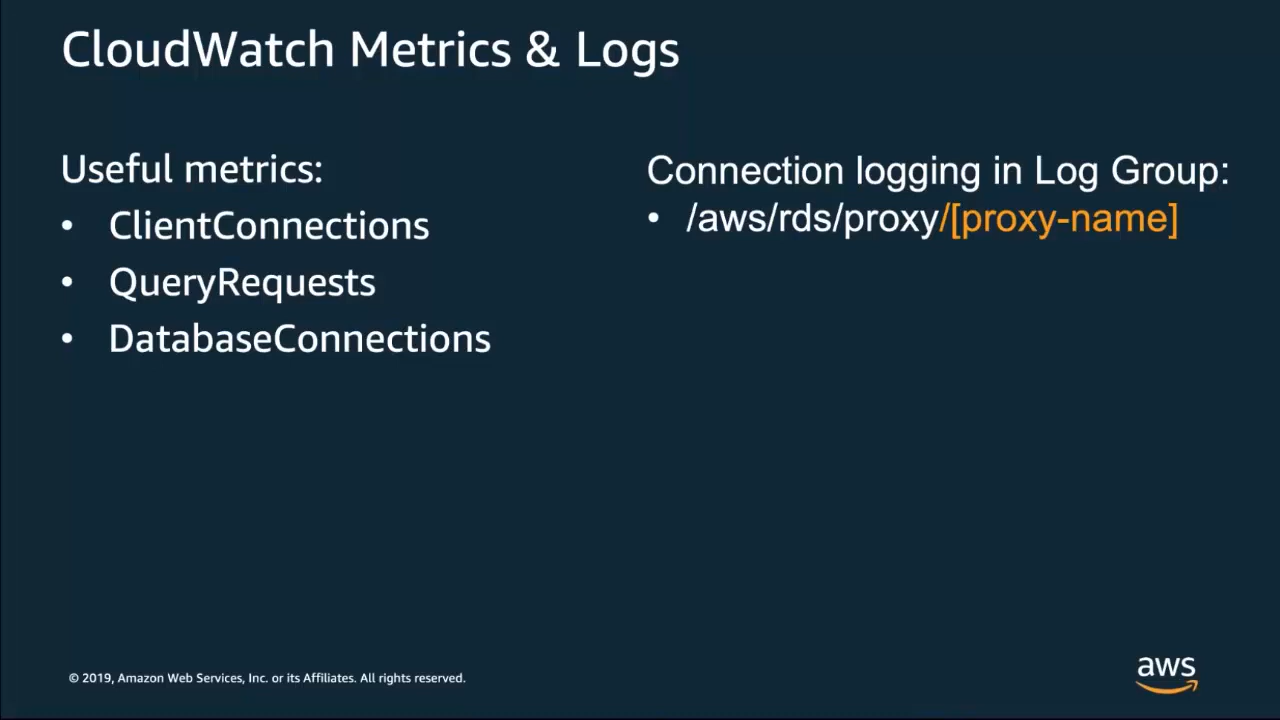 CloudWatch Metrics & Logs
Useful metrics:
• ClientConnections
• QueryRequests
• DatabaseConnections
Connection logging in Log Group:
• /aws/rds/proxy/[proxy-name]
© 2019, Amazon Web Services, Inc. or its Affiliates. All rights reserved.
aws